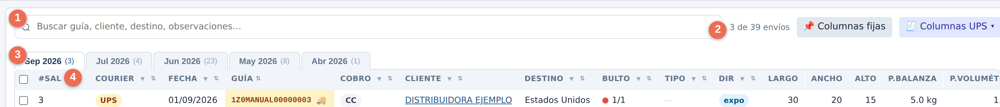 1
Buscar guía, cliente, destino, observaciones...
2
3 de 39 envíos
Columnas fijas
Columnas UPS
3
Sep 2026 (3)
Jul 2026 (4)
Jun 2026 (23)
May 2026 (8)
Abr 2026 (1)
#SAL 4 COURIER FECHA GUÍA COBRO CLIENTE DESTINO BULTO TIPO DIR LARGO ANCHO ALTO P.BALANZA
3 UPS 01/09/2026 1Z0MANUAL00000003 CC DISTRIBUIDORA EJEMPLO Estados Unidos 1/1 — expo 30 20 15 5.0 kg